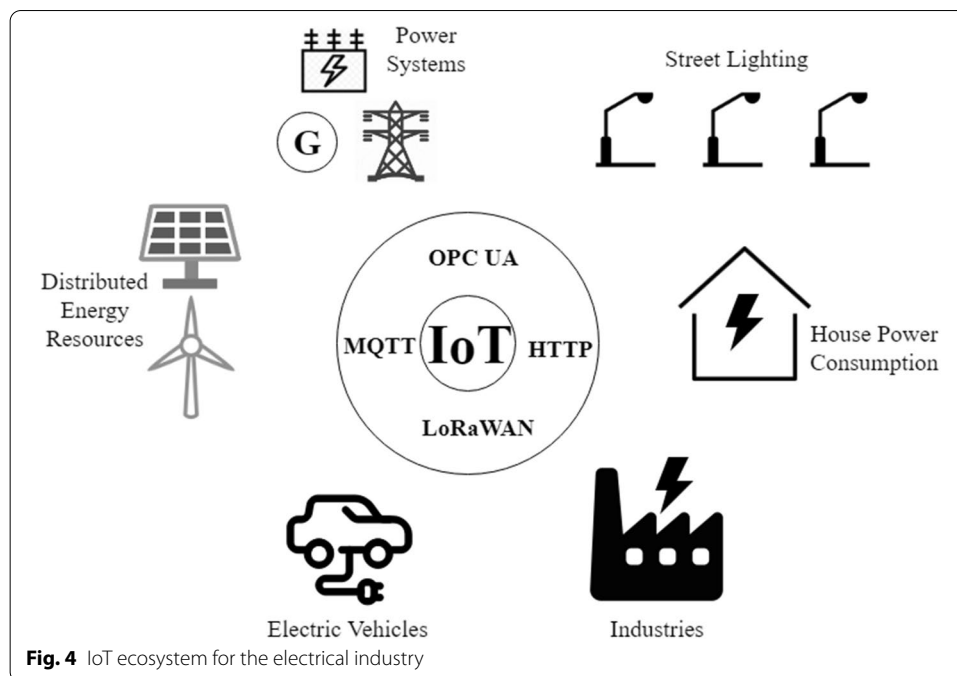 Power
Systems
Street Lighting
G
Distributed
Energy
Resources
OPC UA
MQTT
IoT
HTTP
LoRaWAN
House Power
Consumption
Electric Vehicles
Industries
Fig. 4 IoT ecosystem for the electrical industry